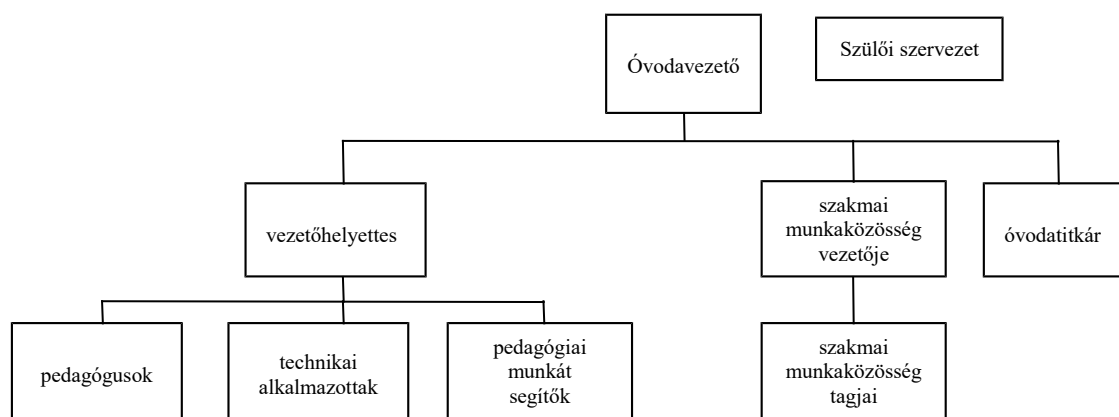 Óvodavezető
Szülői szervezet
vezetőhelyettes
szakmai
munkaközösség
vezetője
óvodatitkár
pedagógusok
technikai
alkalmazottak
pedagógiai
munkát
segítők
szakmai
munkaközösség
tagjai